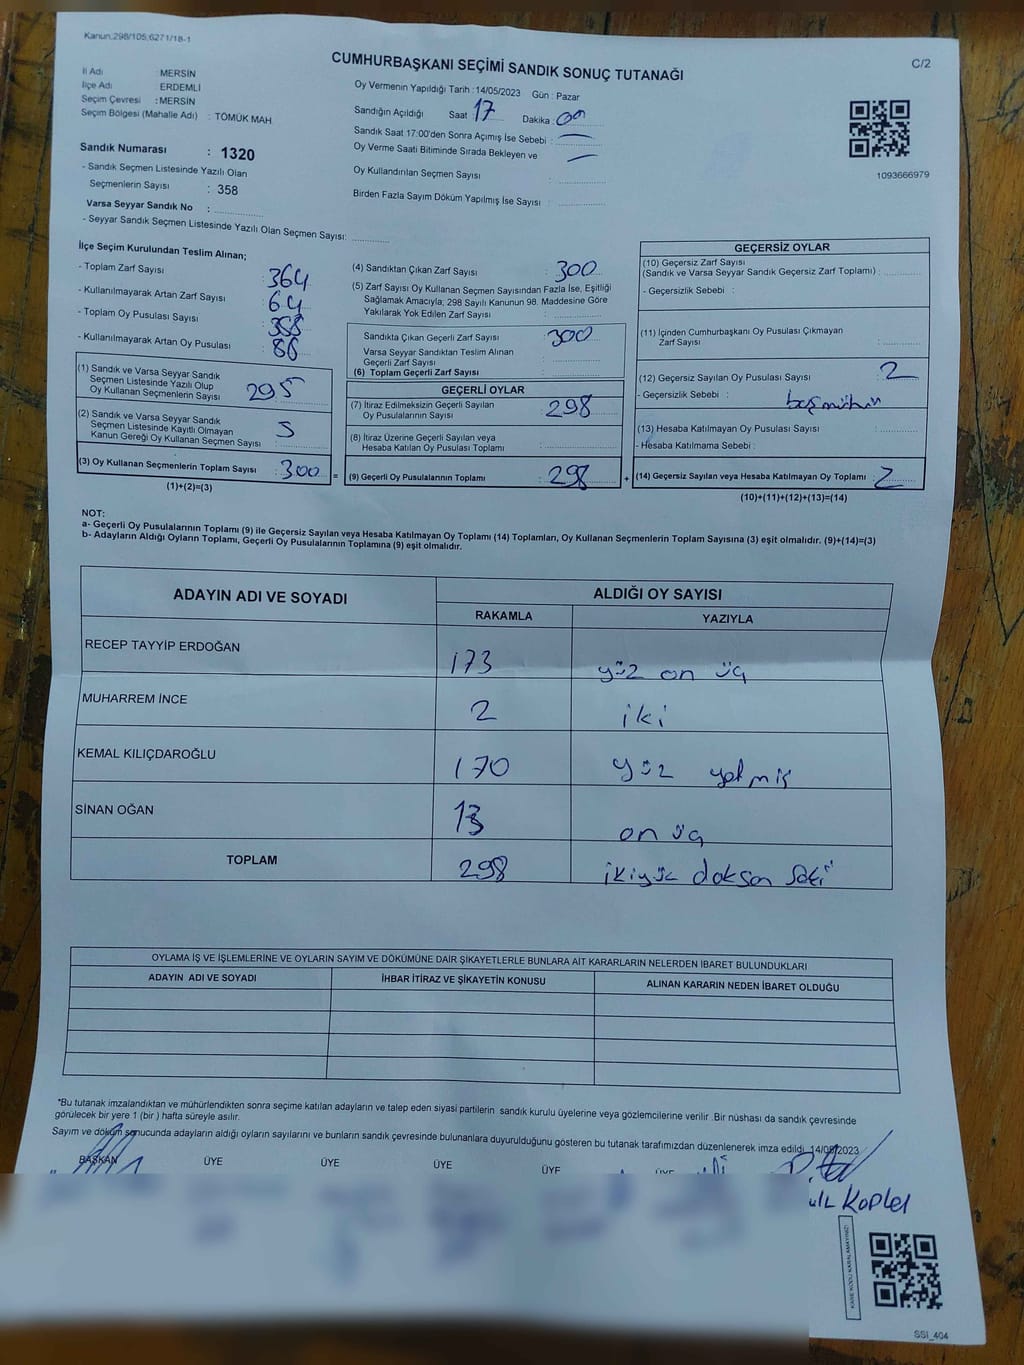 Kanun;298/105;6271/18-1
C/2
CUMHURBAŞKANI SEÇİMİ SANDIK SONUÇ TUTANAĞI
İl Adı : MERSİN
İlçe Adı : ERDEMLİ
Seçim Çevresi : MERSİN
Seçim Bölgesi (Mahalle Adı) : TÖMÜK MAH.
Sandık Numarası : 1320
- Sandık Seçmen Listesinde Yazılı Olan
Seçmenlerin Sayısı : 358
Varsa Seyyar Sandık No :
- Seyyar Sandık Seçmen Listesinde Yazılı Olan Seçmen Sayısı:
Oy Vermenin Yapıldığı Tarih : 14/05/2023 Gün : Pazar
Sandığın Açıldığı Saat 17 Dakika : 00
Sandık Saat 17:00'den Sonra Açımış İse Sebebi : —
Oy Verme Saati Bitiminde Sırada Bekleyen ve —
Oy Kullandırılan Seçmen Sayısı :
Birden Fazla Sayım Döküm Yapılmış İse Sayısı :
1093666979
İlçe Seçim Kurulundan Teslim Alınan;
- Toplam Zarf Sayısı : 364
- Kullanılmayarak Artan Zarf Sayısı : 64
- Toplam Oy Pusulası Sayısı :
- Kullanılmayarak Artan Oy Pusulası :
(1) Sandık ve Varsa Seyyar Sandık
Seçmen Listesinde Yazılı Olup
Oy Kullanan Seçmenlerin Sayısı : 295
(2) Sandık ve Varsa Seyyar Sandık
Seçmen Listesinde Kayıtlı Olmayan
Kanun Gereği Oy Kullanan Seçmen Sayısı : 5
(3) Oy Kullanan Seçmenlerin Toplam Sayısı : 300 =
(1)+(2)=(3)
(4) Sandıktan Çıkan Zarf Sayısı : 300
(5) Zarf Sayısı Oy Kullanan Seçmen Sayısından Fazla İse, Eşitliği
Sağlamak Amacıyla; 298 Sayılı Kanunun 98. Maddesine Göre
Yakılarak Yok Edilen Zarf Sayısı :
Sandıkta Çıkan Geçerli Zarf Sayısı : 300
Varsa Seyyar Sandıktan Teslim Alınan
Geçerli Zarf Sayısı :
(6) Toplam Geçerli Zarf Sayısı :
GEÇERLİ OYLAR
(7) İtiraz Edilmeksizin Geçerli Sayılan
Oy Pusulalarının Sayısı : 298
(8) İtiraz Üzerine Geçerli Sayılan veya
Hesaba Katılan Oy Pusulası Toplamı :
(9) Geçerli Oy Pusulalarının Toplamı : 298 +
GEÇERSİZ OYLAR
(10) Geçersiz Zarf Sayısı
(Sandık ve Varsa Seyyar Sandık Geçersiz Zarf Toplamı) :
- Geçersizlik Sebebi :
(11) İçinden Cumhurbaşkanı Oy Pusulası Çıkmayan
Zarf Sayısı :
(12) Geçersiz Sayılan Oy Pusulası Sayısı : 2
- Geçersizlik Sebebi :
(13) Hesaba Katılmayan Oy Pusulası Sayısı :
- Hesaba Katılmama Sebebi :
(14) Geçersiz Sayılan veya Hesaba Katılmayan Oy Toplamı : 2
(10)+(11)+(12)+(13)=(14)
NOT:
a- Geçerli Oy Pusulalarının Toplamı (9) ile Geçersiz Sayılan veya Hesaba Katılmayan Oy Toplamı (14) Toplamları, Oy Kullanan Seçmenlerin Toplam Sayısına (3) eşit olmalıdır. (9)+(14)=(3)
b- Adayların Aldığı Oyların Toplamı, Geçerli Oy Pusulalarının Toplamına (9) eşit olmalıdır.
ADAYIN ADI VE SOYADI
ALDIĞI OY SAYISI
RAKAMLA YAZIYLA
RECEP TAYYİP ERDOĞAN 173 yüz on üç
MUHARREM İNCE 2 iki
KEMAL KILIÇDAROĞLU 170 yüz yetmiş
SİNAN OĞAN 13 on üç
TOPLAM 298 ikiyüz doksan
OYLAMA İŞ VE İŞLEMLERİNE VE OYLARIN SAYIM VE DÖKÜMÜNE DAİR ŞİKAYETLERLE BUNLARA AİT KARARLARIN NELERDEN İBARET BULUNDUKLARI
ADAYIN ADI VE SOYADI İHBAR İTİRAZ VE ŞİKAYETİN KONUSU ALINAN KARARIN NEDEN İBARET OLDUĞU
*Bu tutanak imzalandıktan ve mühürlendikten sonra seçime katılan adayların ve talep eden siyasi partilerin sandık kurulu üyelerine veya gözlemcilerine verilir .Bir nüshası da sandık çevresinde
görülecek bir yere 1 (bir ) hafta süreyle asılır.
Sayım ve döküm sonucunda adayların aldığı oyların sayılarını ve bunların sandık çevresinde bulunanlara duyurulduğunu gösteren bu tutanak tarafımızdan düzenlenerek imza edildi. 14/05/2023
BAŞKAN ÜYE ÜYE ÜYE ÜYE ÜYE
KARE KODU KARALAMAYINIZ!
SSİ_404